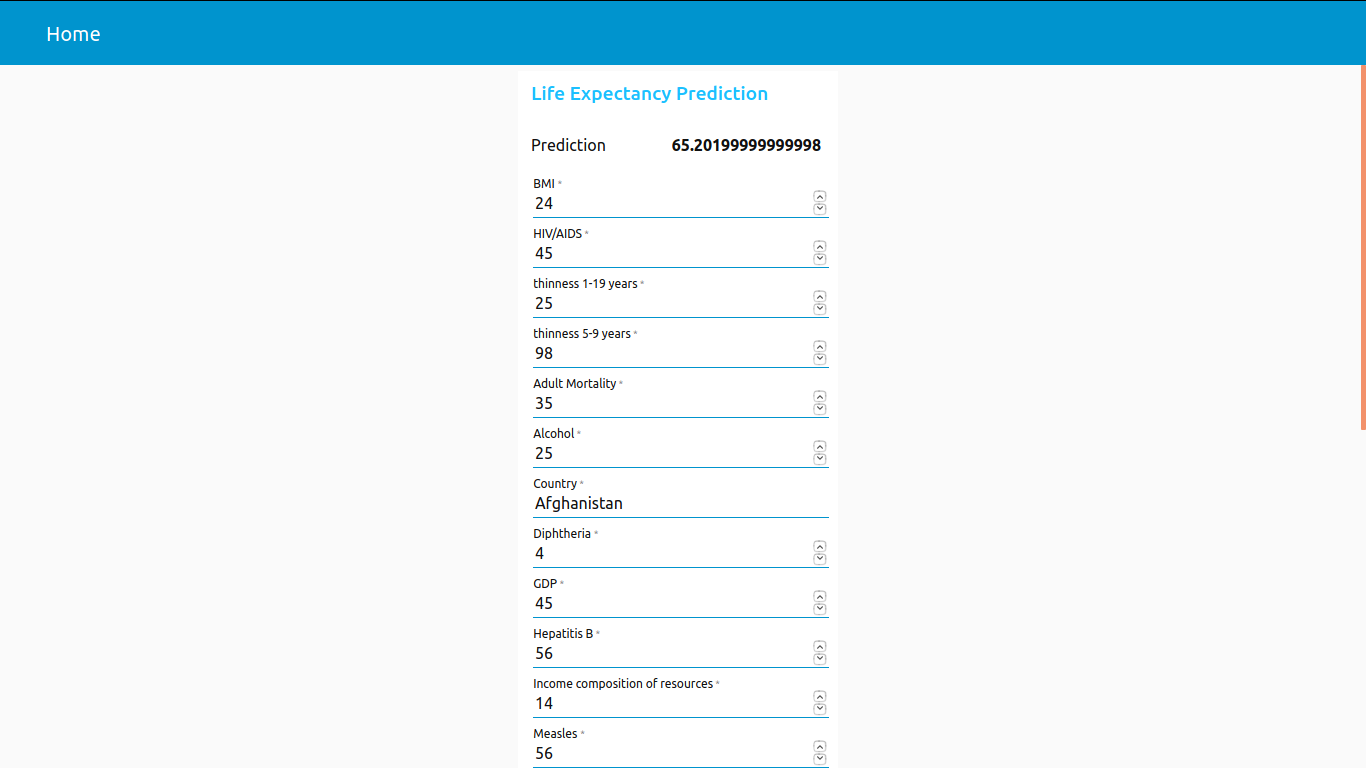 Home
Life Expectancy Prediction
Prediction 65.20199999999998
BMI *
24
HIV/AIDS *
45
thinness 1-19 years *
25
thinness 5-9 years *
98
Adult Mortality *
35
Alcohol *
25
Country *
Afghanistan
Diphtheria *
4
GDP *
45
Hepatitis B *
56
Income composition of resources *
14
Measles *
56